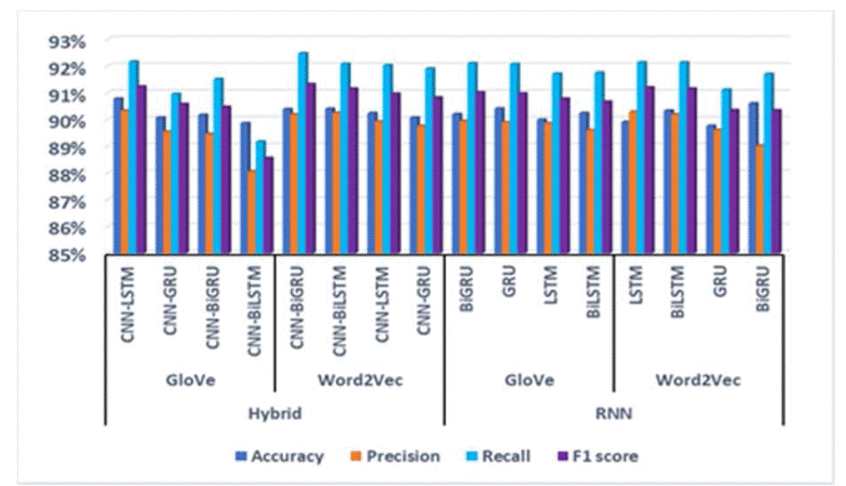 93%
92%
91%
90%
89%
88%
87%
86%
85%
CNN-LSTM
CNN-GRU
CNN-BiGRU
CNN-BiLSTM
CNN-BiGRU
CNN-BiLSTM
CNN-LSTM
CNN-GRU
BiGRU
GRU
LSTM
BiLSTM
LSTM
BiLSTM
GRU
BiGRU
GloVe Word2Vec GloVe Word2Vec
Hybrid RNN
Accuracy Precision Recall F1 score